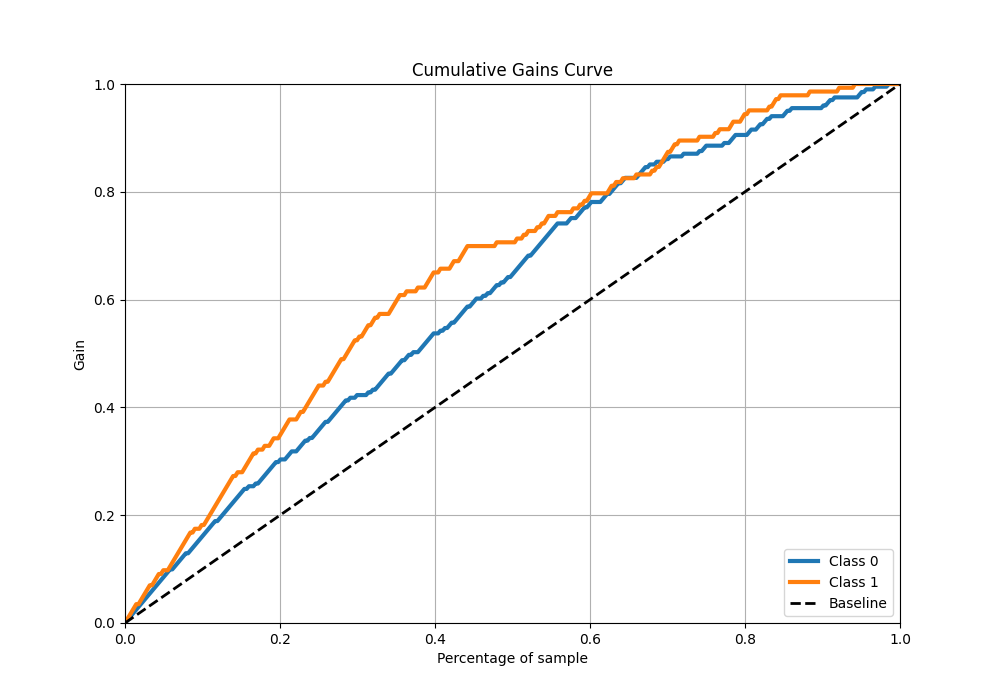 Cumulative Gains Curve
Gain
1.0
0.8
0.6
0.4
0.2
0.0
0.0 0.2 0.4 0.6 0.8 1.0
Percentage of sample
Class 0
Class 1
Baseline